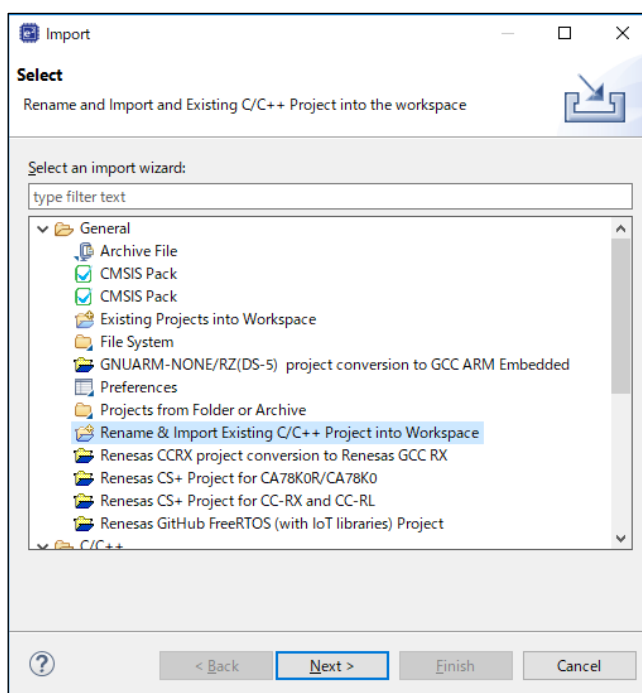 Import
Select
Rename and Import and Existing C/C++ Project into the workspace
Select an import wizard:
type filter text
General
Archive File
CMSIS Pack
CMSIS Pack
Existing Projects into Workspace
File System
GNUARM-NONE/RZ(DS-5) project conversion to GCC ARM Embedded
Preferences
Projects from Folder or Archive
Rename & Import Existing C/C++ Project into Workspace
Renesas CCRX project conversion to Renesas GCC RX
Renesas CS+ Project for CA78K0R/CA78K0
Renesas CS+ Project for CC-RX and CC-RL
Renesas GitHub FreeRTOS (with IoT libraries) Project
C/C++
? < Back Next > Finish Cancel